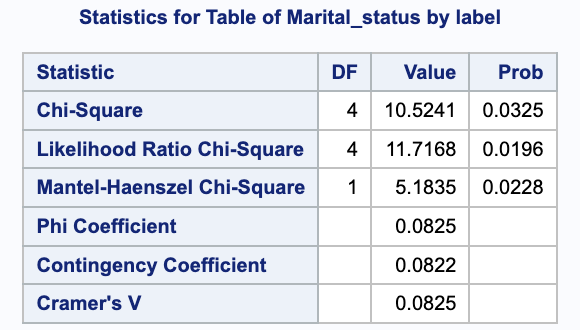 Statistics for Table of Marital_status by label
Statistic DF Value Prob
Chi-Square 4 10.5241 0.0325
Likelihood Ratio Chi-Square 4 11.7168 0.0196
Mantel-Haenszel Chi-Square 1 5.1835 0.0228
Phi Coefficient 0.0825
Contingency Coefficient 0.0822
Cramer's V 0.0825